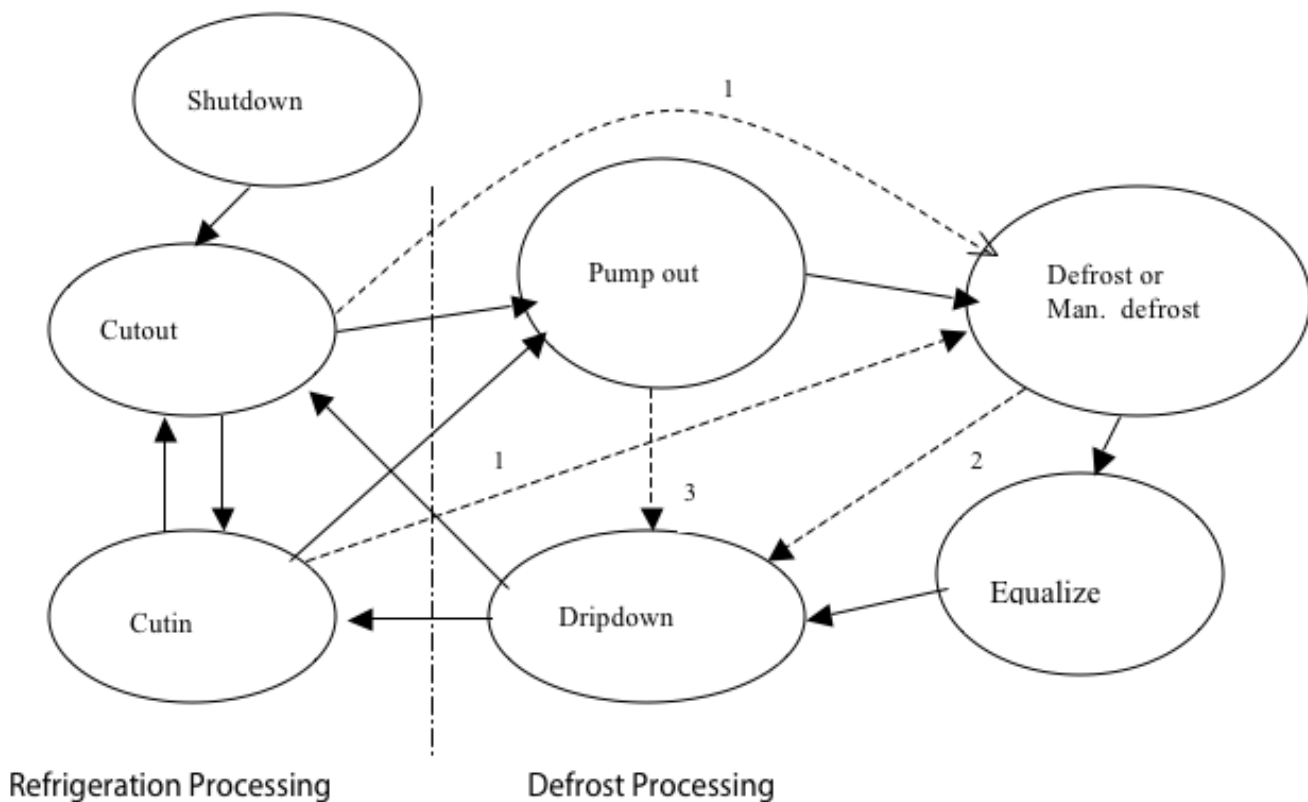 Shutdown
1
Pump out
Defrost or
Man. defrost
Cutout
1
2
3
Equalize
Cutin
Dripdown
Refrigeration Processing
Defrost Processing